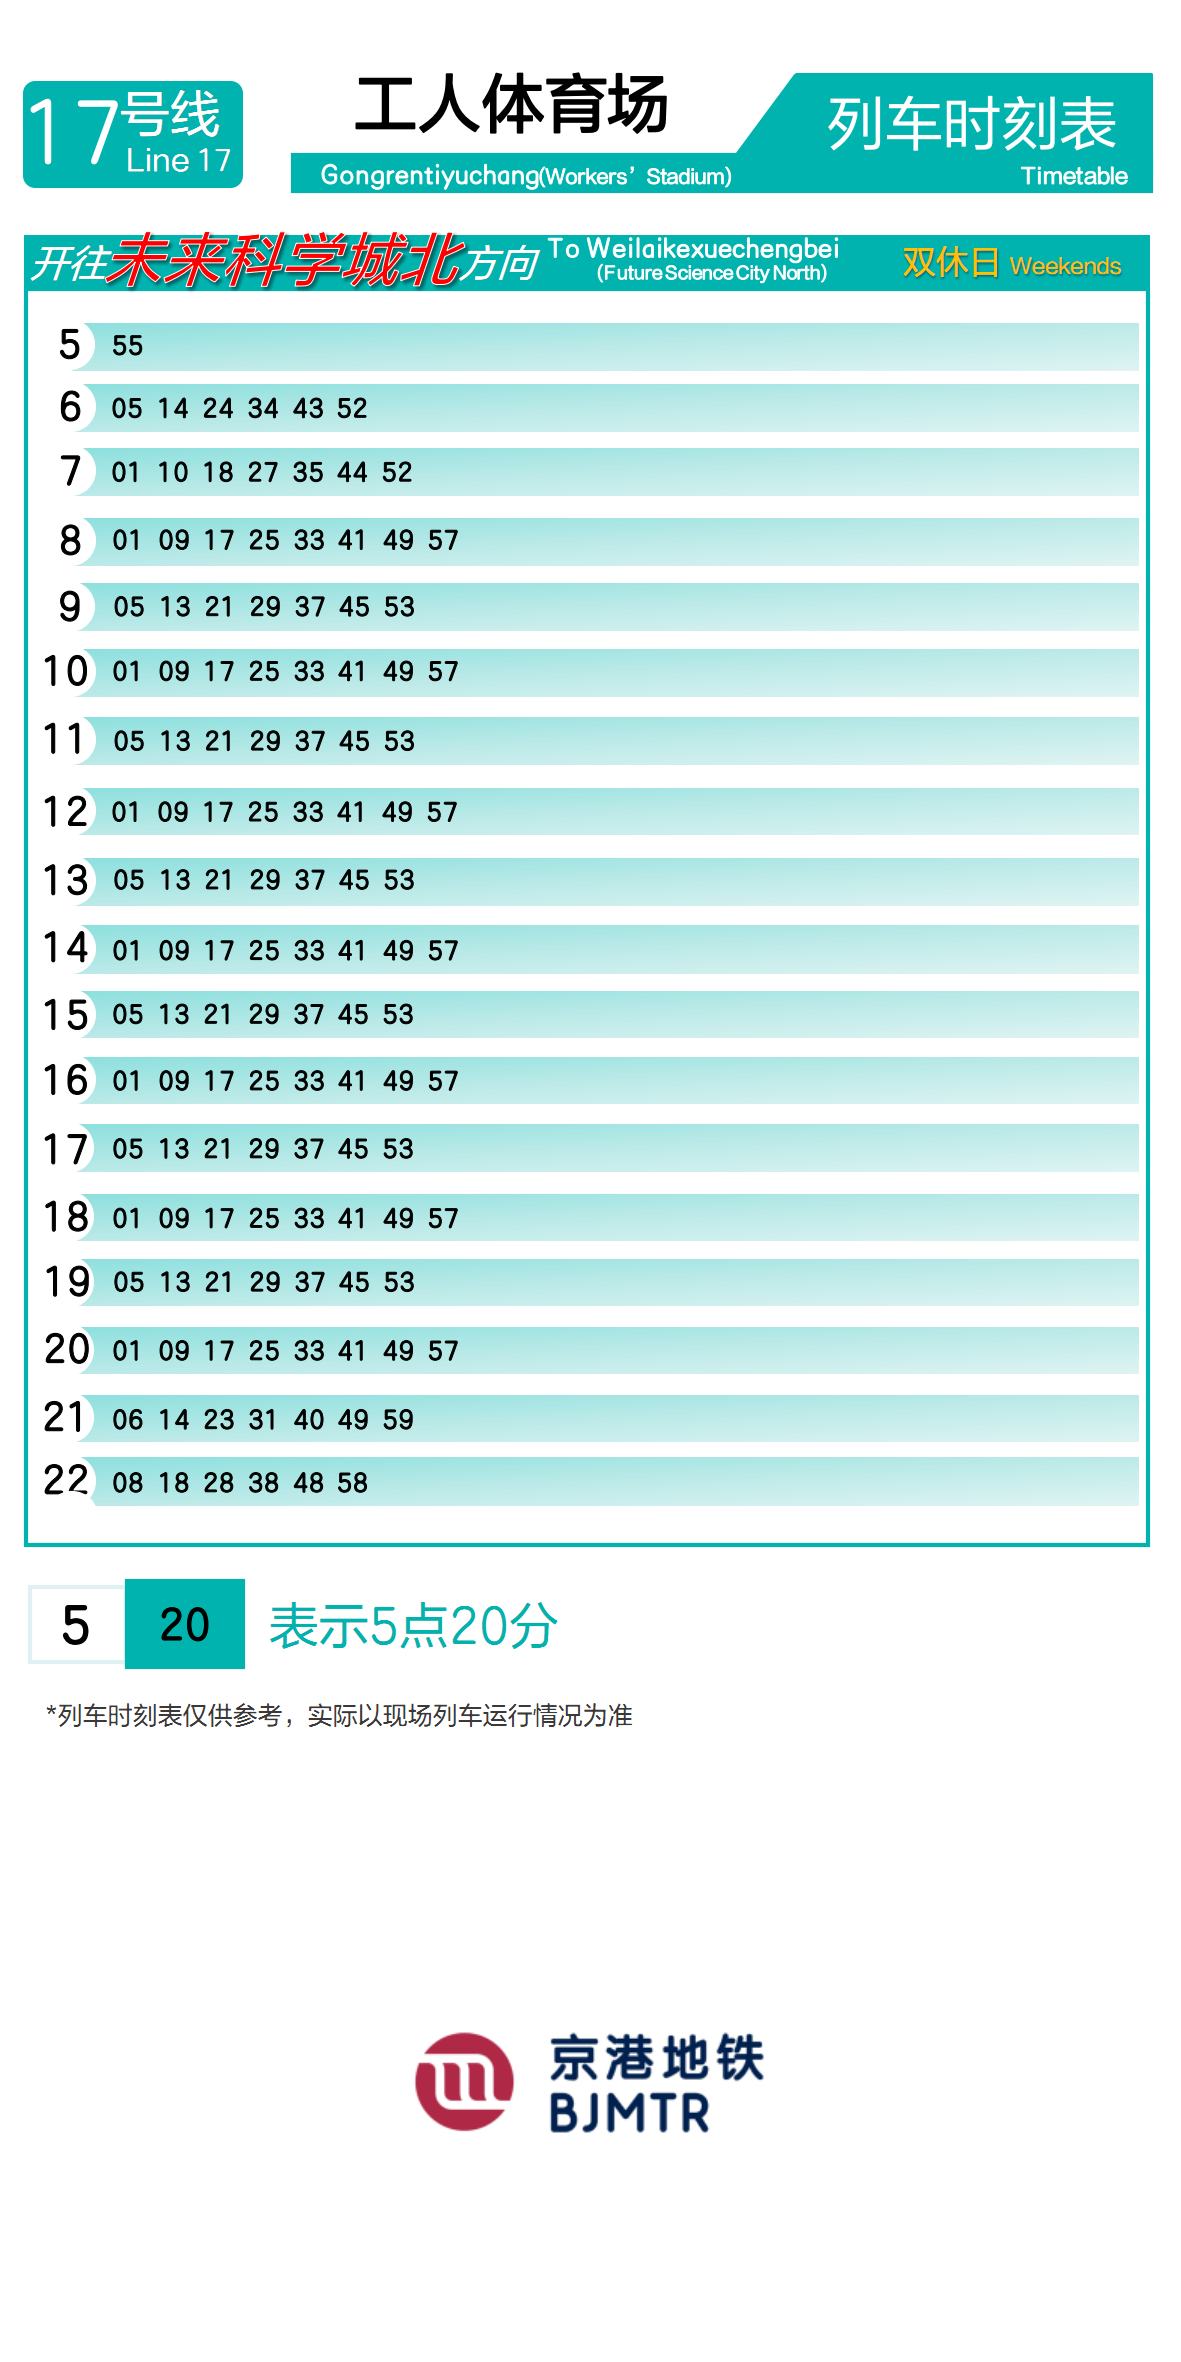 17号线
Line 17
工人体育场
Gongrentiyuchang(Workers’ Stadium)
列车时刻表
Timetable
开往未来科学城北方向 To Weilaikexuechengbei
(Future Science City North)
双休日 Weekends
5 55
6 05 14 24 34 43 52
7 01 10 18 27 35 44 52
8 01 09 17 25 33 41 49 57
9 05 13 21 29 37 45 53
10 01 09 17 25 33 41 49 57
11 05 13 21 29 37 45 53
12 01 09 17 25 33 41 49 57
13 05 13 21 29 37 45 53
14 01 09 17 25 33 41 49 57
15 05 13 21 29 37 45 53
16 01 09 17 25 33 41 49 57
17 05 13 21 29 37 45 53
18 01 09 17 25 33 41 49 57
19 05 13 21 29 37 45 53
20 01 09 17 25 33 41 49 57
21 06 14 23 31 40 49 59
22 08 18 28 38 48 58
5 20 表示5点20分
*列车时刻表仅供参考，实际以现场列车运行情况为准
京港地铁
BJMTR